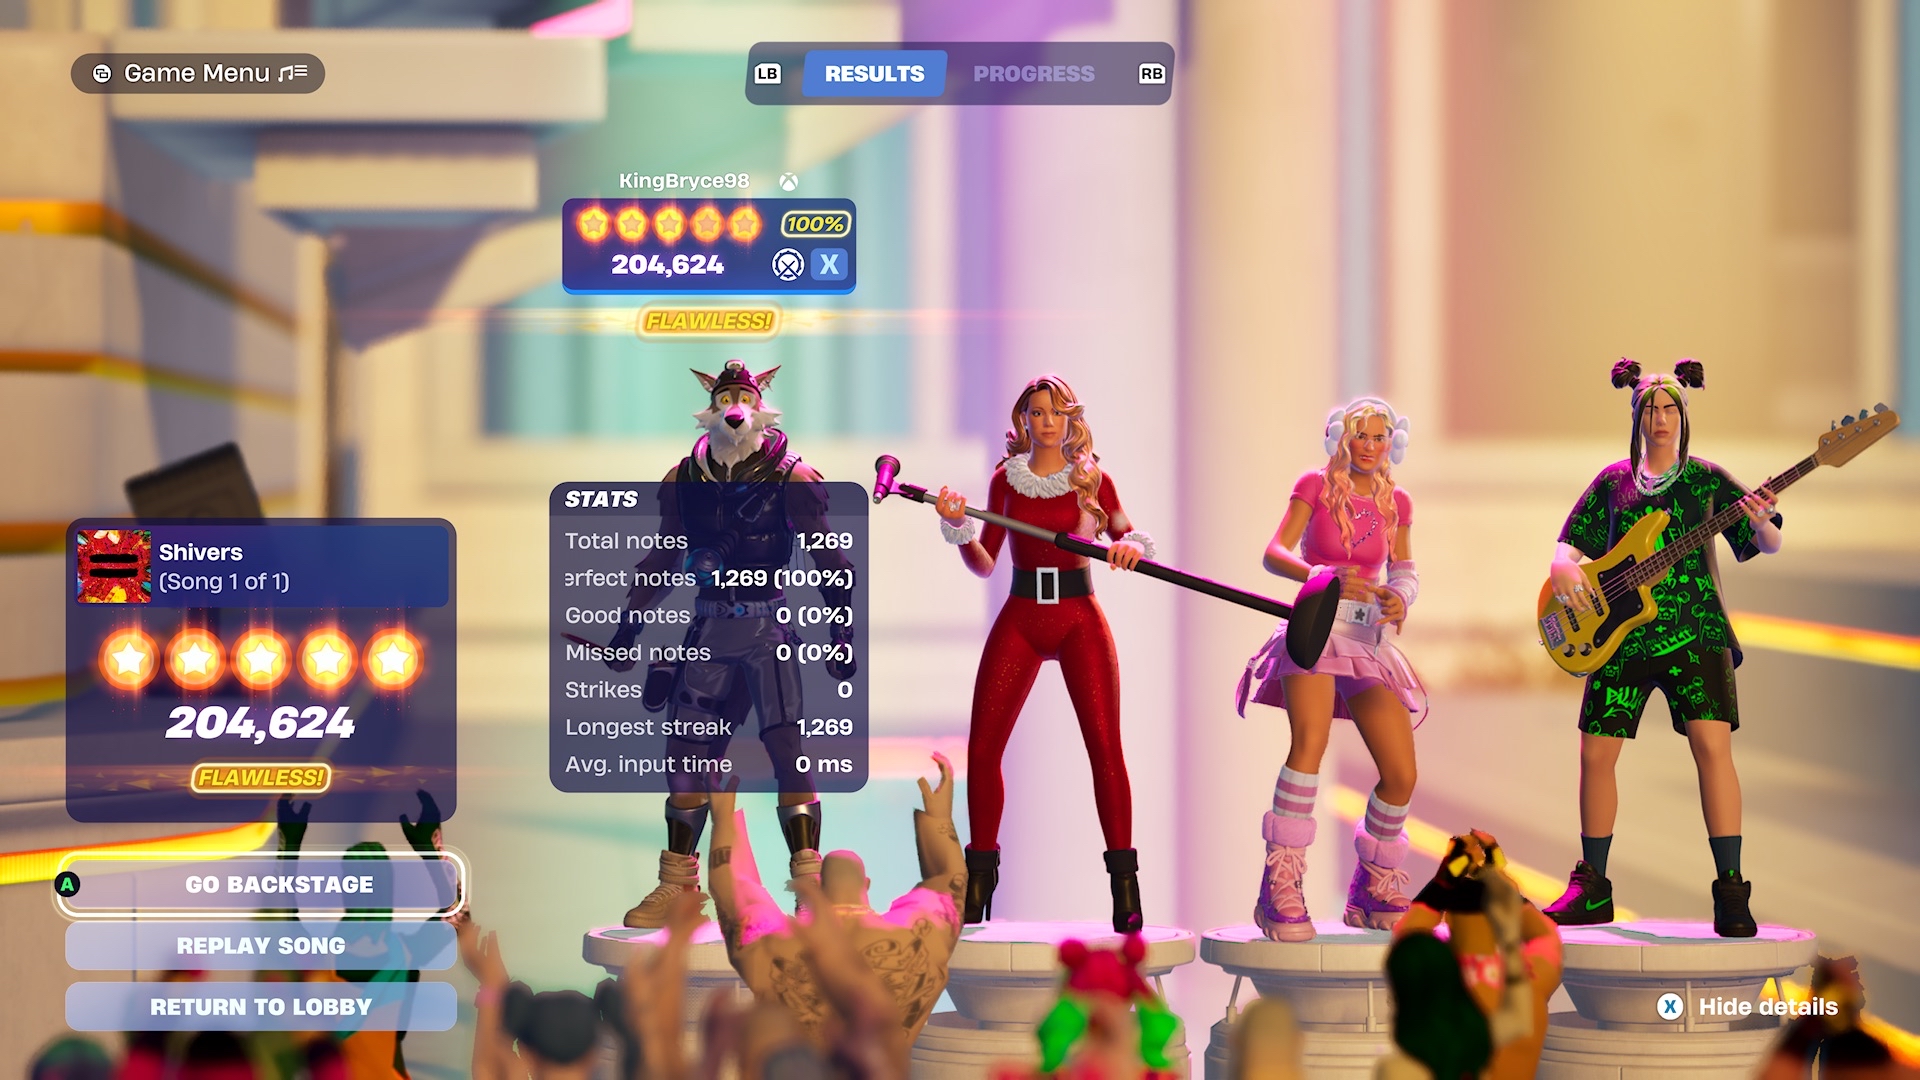 Game Menu
LB RESULTS PROGRESS RB
KingBryce98
100%
204,624 X
FLAWLESS!
STATS
Total notes 1,269
erfect notes 1,269 (100%)
Good notes 0 (0%)
Missed notes 0 (0%)
Strikes 0
Longest streak 1,269
Avg. input time 0 ms
Shivers
(Song 1 of 1)
204,624
FLAWLESS!
A GO BACKSTAGE
REPLAY SONG
RETURN TO LOBBY
X Hide details